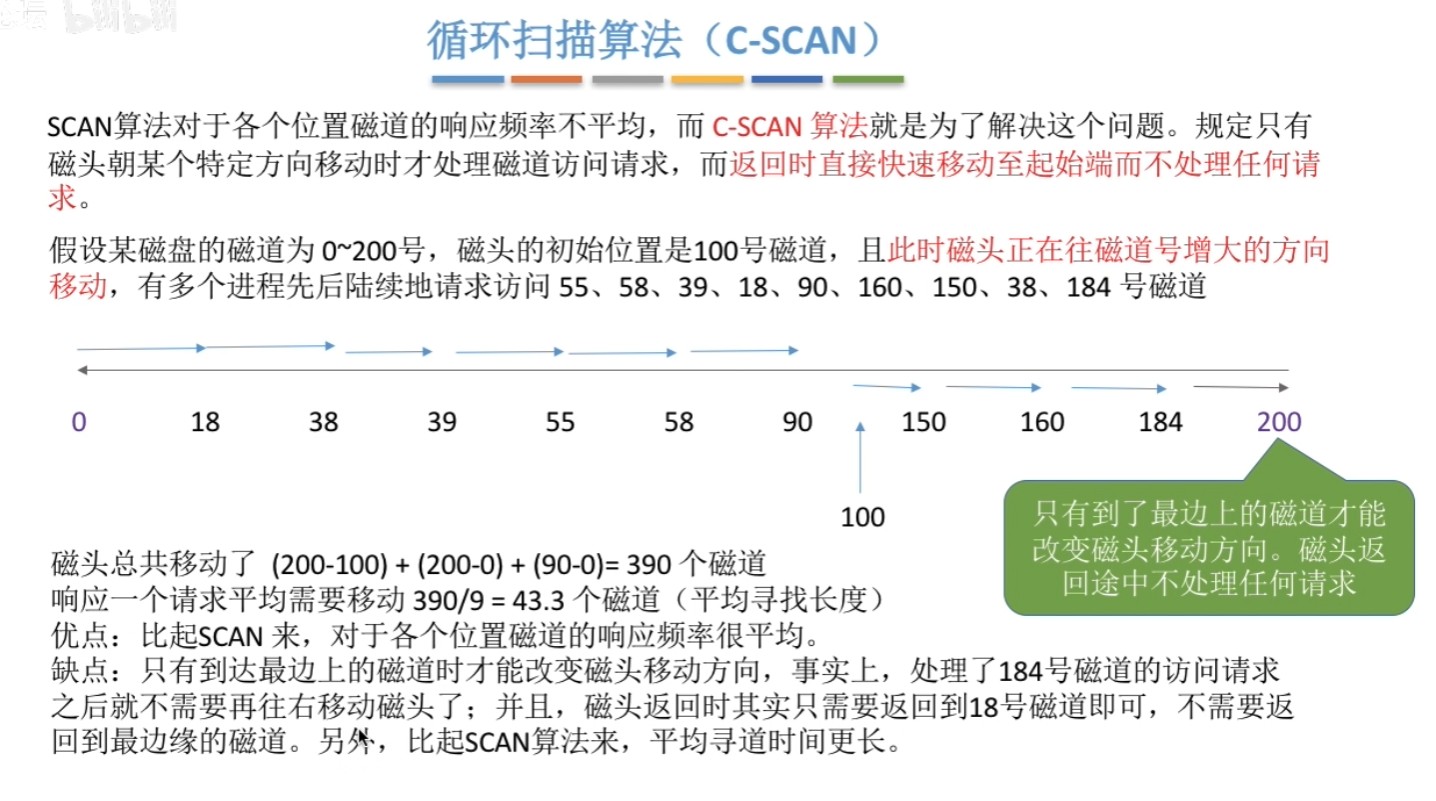 循环扫描算法（C-SCAN）
SCAN算法对于各个位置磁道的响应频率不平均，而 C-SCAN 算法就是为了解决这个问题。规定只有
磁头朝某个特定方向移动时才处理磁道访问请求，而返回时直接快速移动至起始端而不处理任何请
求。
假设某磁盘的磁道为 0~200号，磁头的初始位置是100号磁道，且此时磁头正在往磁道号增大的方向
移动，有多个进程先后陆续地请求访问 55、58、39、18、90、160、150、38、184 号磁道
0 18 38 39 55 58 90 150 160 184 200
100
只有到了最边上的磁道才能
改变磁头移动方向。磁头返
回途中不处理任何请求
磁头总共移动了 (200-100) + (200-0) + (90-0)= 390 个磁道
响应一个请求平均需要移动 390/9 = 43.3 个磁道（平均寻找长度）
优点：比起SCAN 来，对于各个位置磁道的响应频率很平均。
缺点：只有到达最边上的磁道时才能改变磁头移动方向，事实上，处理了184号磁道的访问请求
之后就不需要再往右移动磁头了；并且，磁头返回时其实只需要返回到18号磁道即可，不需要返
回到最边缘的磁道。另外，比起SCAN算法来，平均寻道时间更长。